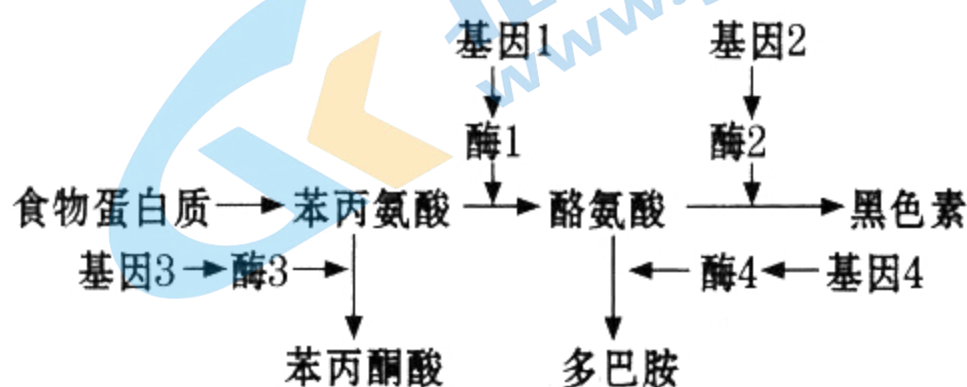 基因1 基因2
酶1 酶2
食物蛋白质 苯丙氨酸 酪氨酸 黑色素
基因3 酶3 酶4 基因4
苯丙酮酸 多巴胺
www.